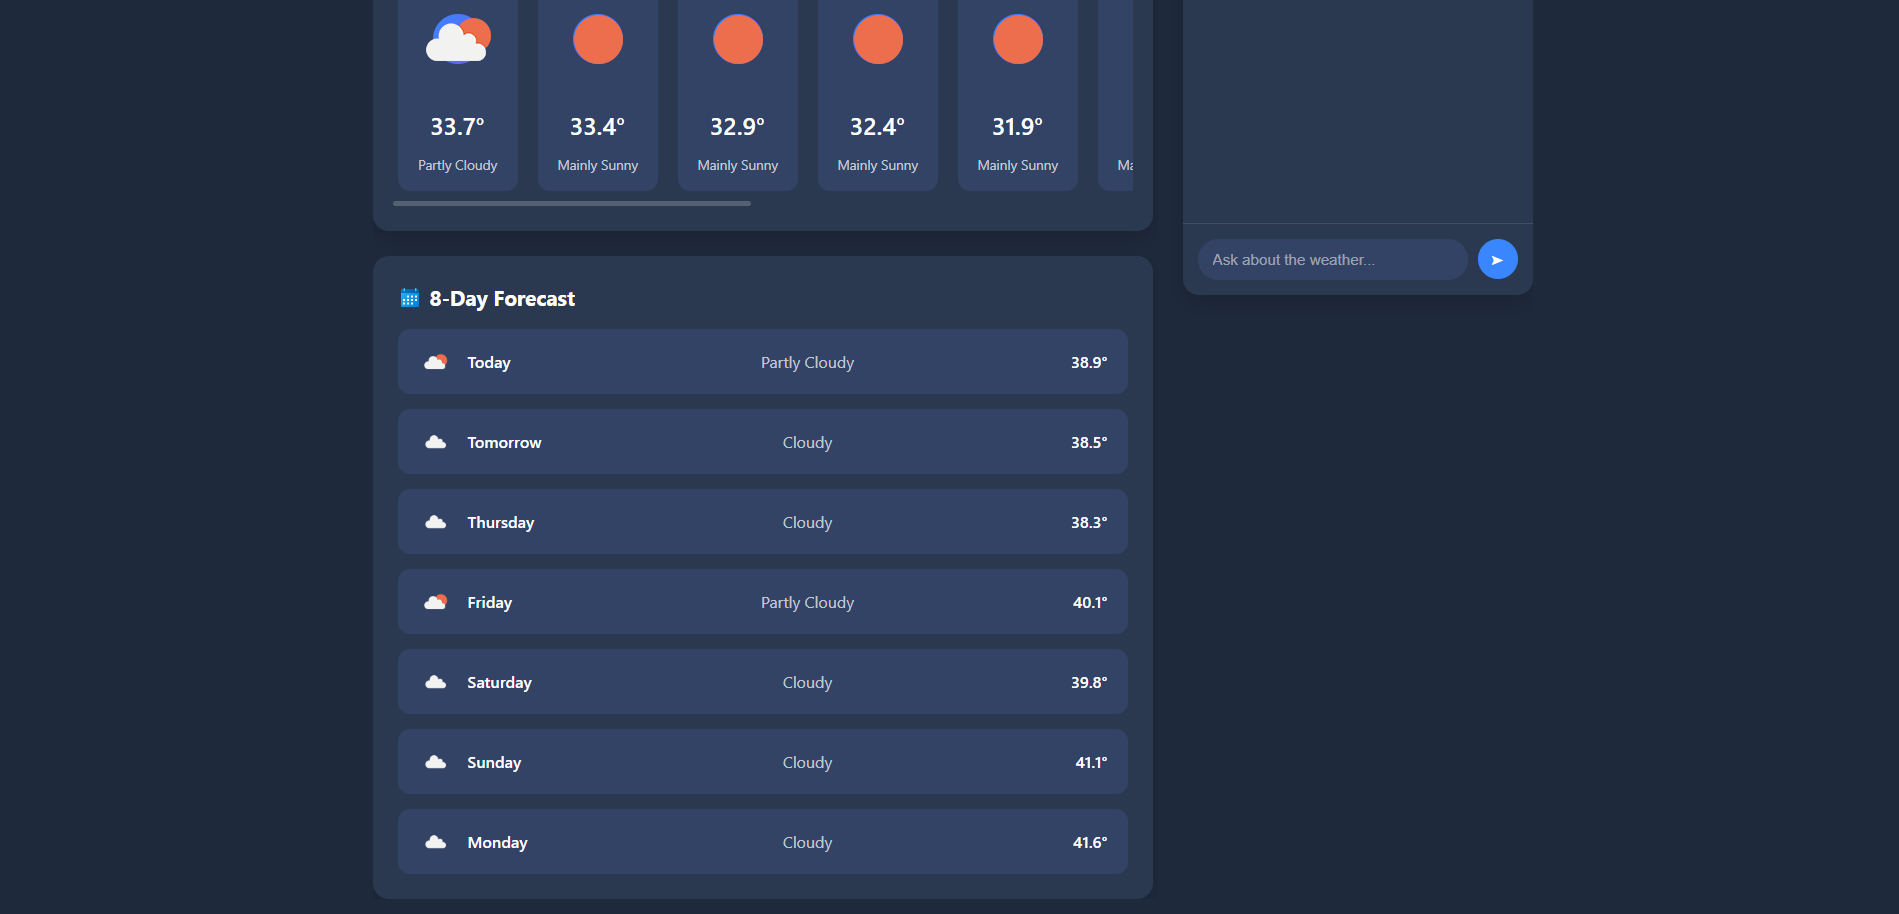 33.7° 33.4° 32.9° 32.4° 31.9°
Partly Cloudy Mainly Sunny Mainly Sunny Mainly Sunny Mainly Sunny
Ask about the weather...
8-Day Forecast
Today Partly Cloudy 38.9°
Tomorrow Cloudy 38.5°
Thursday Cloudy 38.3°
Friday Partly Cloudy 40.1°
Saturday Cloudy 39.8°
Sunday Cloudy 41.1°
Monday Cloudy 41.6°